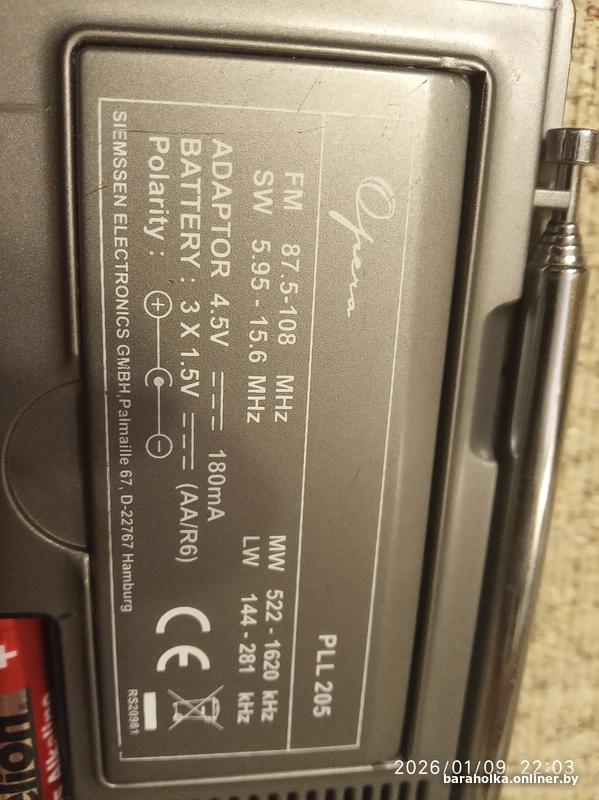 Opera
PLL 205
FM 87.5-108 MHz
MW 522 - 1620 kHz
SW 5.95 - 15.6 MHz
LW 144 - 281 kHz
ADAPTOR 4.5V 180mA
BATTERY : 3 X 1.5V (AA/R6)
Polarity : + -
CE
SIEMSSEN ELECTRONICS GMBH,Palmaille 67, D-22767 Hamburg
RS20981
+
2026/01/09 22:03
baraholka.onliner.by